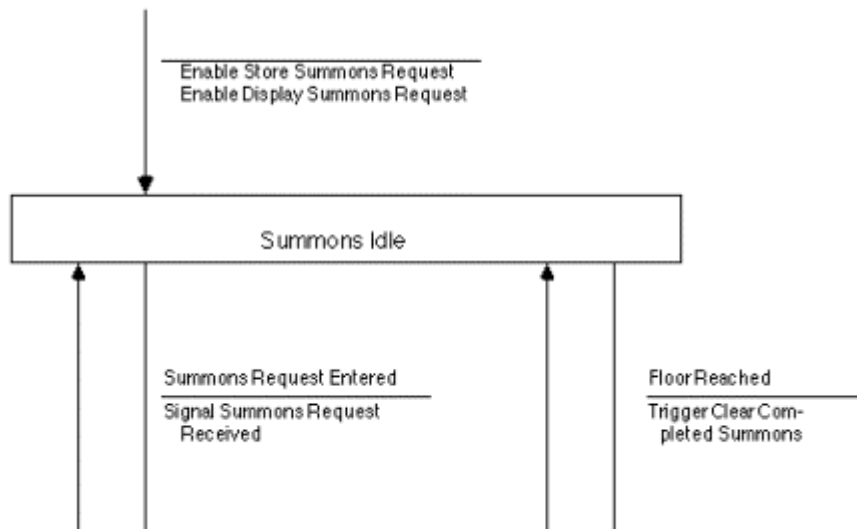 Enable Store Summons Request
Enable Display Summons Request
Summons Idle
Summons Request Entered
Signal Summons Request
Received
Floor Reached
Trigger Clear Com-
pleted Summons